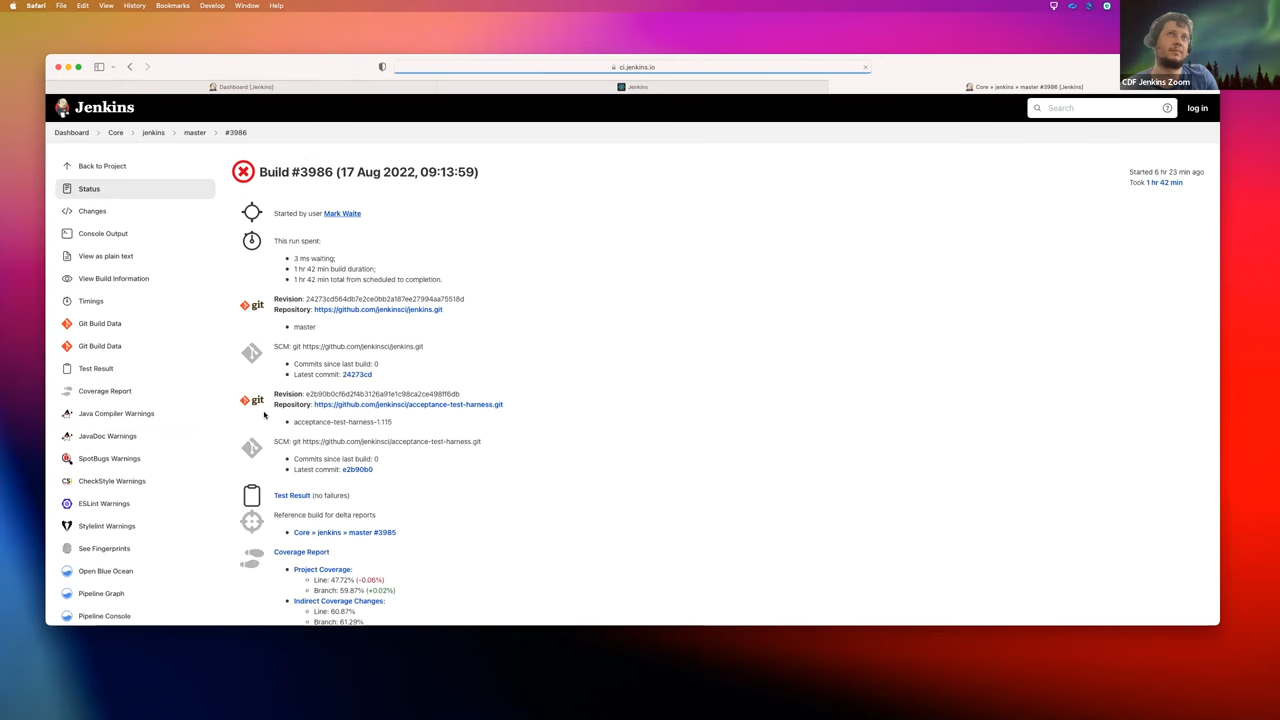 Safari File Edit View History Bookmarks Develop Window Help
CDF Jenkins Zoom
ci.jenkins.io
Dashboard [Jenkins]
Jenkins
Core » jenkins » master #3986 [Jenkins]
Jenkins
Search
log in
Dashboard
Core
jenkins
master
#3986
Back to Project
Status
Changes
Console Output
View as plain text
View Build Information
Timings
Git Build Data
Git Build Data
Test Result
Coverage Report
Java Compiler Warnings
JavaDoc Warnings
SpotBugs Warnings
CheckStyle Warnings
ESLint Warnings
Stylelint Warnings
See Fingerprints
Open Blue Ocean
Pipeline Graph
Pipeline Console
Build #3986 (17 Aug 2022, 09:13:59)
Started 6 hr 23 min ago
Took 1 hr 42 min
Started by user Mark Waite
This run spent:
3 ms waiting;
1 hr 42 min build duration;
1 hr 42 min total from scheduled to completion.
git
Revision: 24273cd564db7e2ce0bb2a187ee27994aa75518d
Repository: https://github.com/jenkinsci/jenkins.git
master
SCM: git https://github.com/jenkinsci/jenkins.git
Commits since last build: 0
Latest commit: 24273cd
git
Revision: e2b90b0cf6d2f4b3126a91e1c98ca2ce498ff6db
Repository: https://github.com/jenkinsci/acceptance-test-harness.git
acceptance-test-harness-1.115
SCM: git https://github.com/jenkinsci/acceptance-test-harness.git
Commits since last build: 0
Latest commit: e2b90b0
Test Result (no failures)
Reference build for delta reports
Core » jenkins » master #3985
Coverage Report
Project Coverage:
Line: 47.72% (-0.06%)
Branch: 59.87% (+0.02%)
Indirect Coverage Changes:
Line: 60.87%
Branch: 61.29%